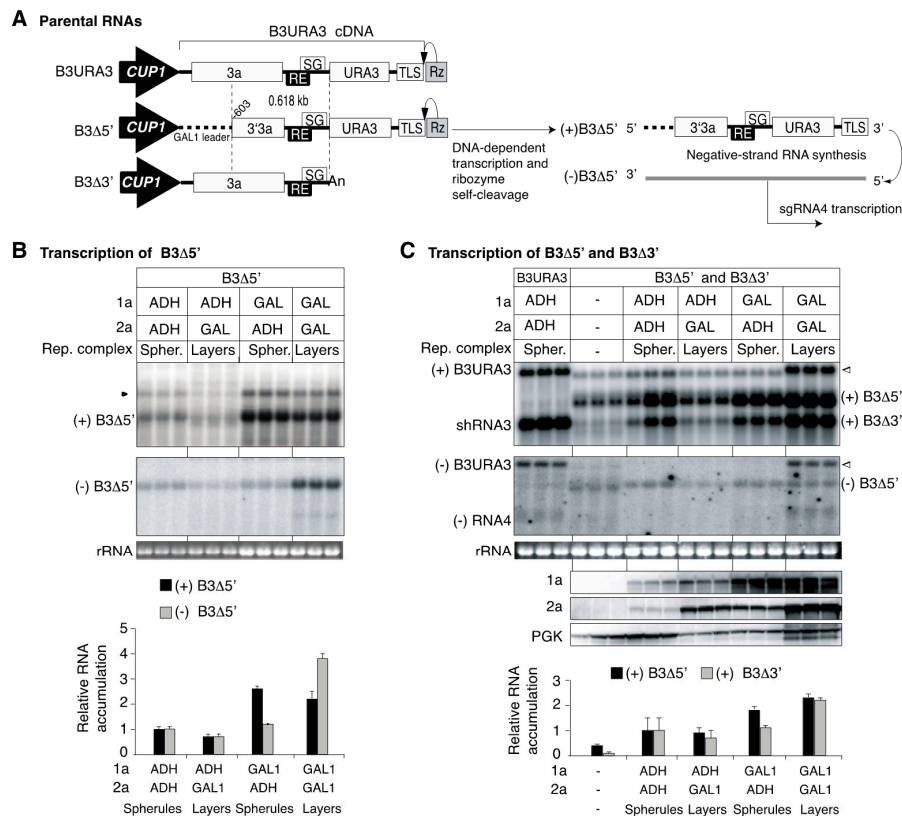 A Parental RNAs
B3URA3 cDNA
B3URA3 CUP1 3a RE SG URA3 TLS Rz
-603 0.618 kb
B3Δ5' CUP1 GAL1 leader 3'3a RE SG URA3 TLS Rz
B3Δ3' CUP1 3a RE SG An
DNA-dependent
transcription and
ribozyme
self-cleavage
(+)B3Δ5' 5' 3'3a RE SG URA3 TLS 3'
Negative-strand RNA synthesis
(-)B3Δ5' 3' 5'
sgRNA4 transcription
B Transcription of B3Δ5'
B3Δ5'
1a ADH ADH GAL GAL
2a ADH GAL ADH GAL
Rep. complex Spher. Layers Spher. Layers
(+) B3Δ5'
(-) B3Δ5'
rRNA
(+) B3Δ5'
(-) B3Δ5'
Relative RNA
accumulation
5
4
3
2
1
0
1a ADH ADH GAL1 GAL1
2a ADH GAL1 ADH GAL1
Spherules Layers Spherules Layers
C Transcription of B3Δ5' and B3Δ3'
B3URA3 B3Δ5' and B3Δ3'
1a ADH - ADH ADH GAL GAL
2a ADH - ADH GAL ADH GAL
Rep. complex Spher. - Spher. Layers Spher. Layers
(+) B3URA3
(+) B3Δ5'
shRNA3 (+) B3Δ3'
(-) B3URA3
(-) B3Δ5'
(-) RNA4
rRNA
1a
2a
PGK
(+) B3Δ5' (+) B3Δ3'
Relative RNA
accumulation
3
2
1
0
1a - ADH ADH GAL1 GAL1
2a - ADH GAL1 ADH GAL1
- Spherules Layers Spherules Layers